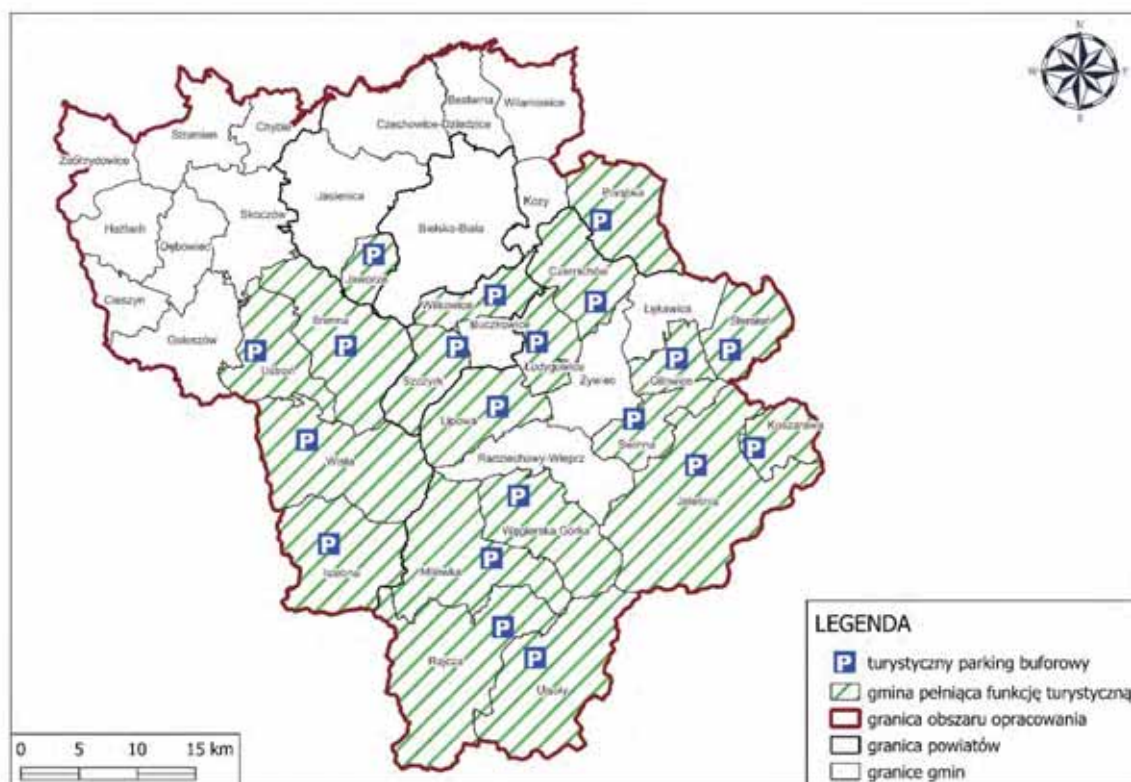 N
W
S
Bestwina
Wilamowice
Czechowice-Dziedzice
Strumień
Chybie
Zebrzydowice
Jasienica
Kozy
Porąbka
P
Hażlach
Skoczów
Bielsko-Biała
Dębowiec
P
Jaworze
Czernichów
Cieszyn
Wilkowice
P
P
Łękawica
Ślemień
Brenna
Buczkowice
Goleszów
P
P
P
P
P
P
Ustroń
Łodygowice
Gilowice
Szczyrk
Żywiec
P
Lipowa
P
Świnna
Koszarawa
P
Wisła
Radziechowy-Wieprz
P
P
Jeleśnia
P
Węgierska Górka
P
Istebna
P
Milówka
P
Rajcza
P
Ujsoły
LEGENDA
P turystyczny parking buforowy
gmina pełniąca funkcję turystyczną
granica obszaru opracowania
granica powiatów
granice gmin
0 5 10 15 km